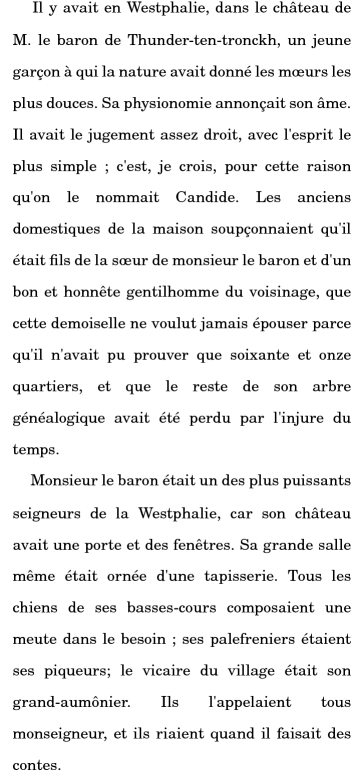 Il y avait en Westphalie, dans le château de
M. le baron de Thunder-ten-tronckh, un jeune
garçon à qui la nature avait donné les mœurs les
plus douces. Sa physionomie annonçait son âme.
Il avait le jugement assez droit, avec l'esprit le
plus simple ; c'est, je crois, pour cette raison
qu'on le nommait Candide. Les anciens
domestiques de la maison soupçonnaient qu'il
était fils de la sœur de monsieur le baron et d'un
bon et honnête gentilhomme du voisinage, que
cette demoiselle ne voulut jamais épouser parce
qu'il n'avait pu prouver que soixante et onze
quartiers, et que le reste de son arbre
généalogique avait été perdu par l'injure du
temps.
Monsieur le baron était un des plus puissants
seigneurs de la Westphalie, car son château
avait une porte et des fenêtres. Sa grande salle
même était ornée d'une tapisserie. Tous les
chiens de ses basses-cours composaient une
meute dans le besoin ; ses palefreniers étaient
ses piqueurs; le vicaire du village était son
grand-aumônier. Ils l'appelaient tous
monseigneur, et ils riaient quand il faisait des
contes.